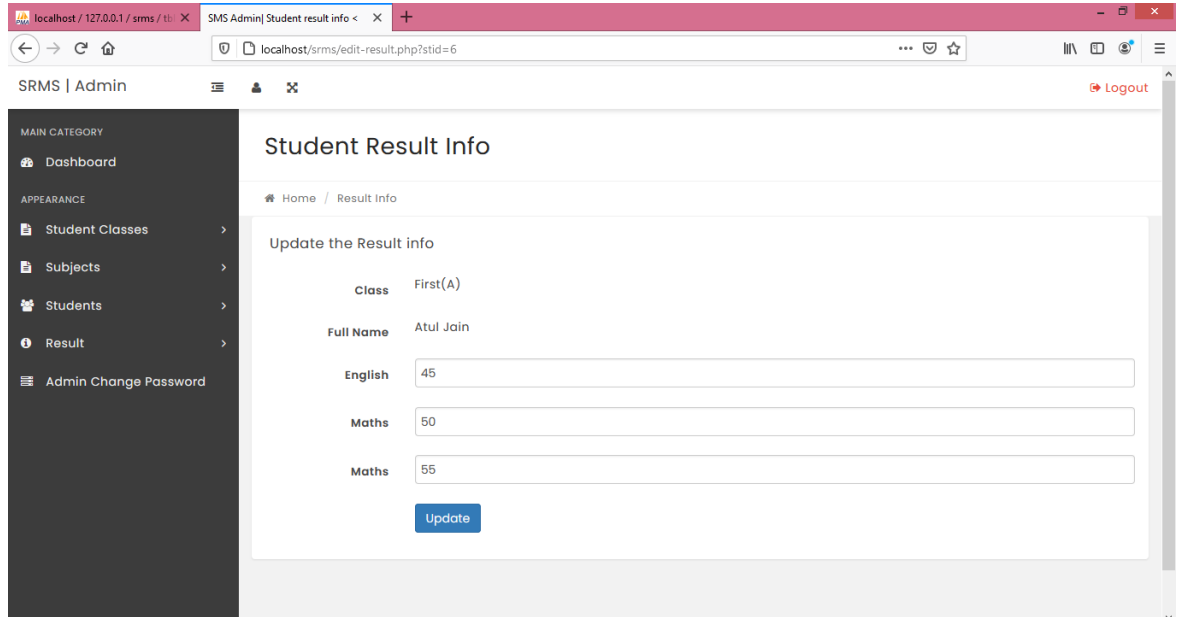 localhost / 127.0.0.1 / srms / tbl
SMS Admin| Student result info <
localhost/srms/edit-result.php?stid=6
SRMS | Admin
Logout
MAIN CATEGORY
Dashboard
APPEARANCE
Student Classes
Subjects
Students
Result
Admin Change Password
Student Result Info
Home / Result Info
Update the Result info
Class First(A)
Full Name Atul Jain
English 45
Maths 50
Maths 55
Update